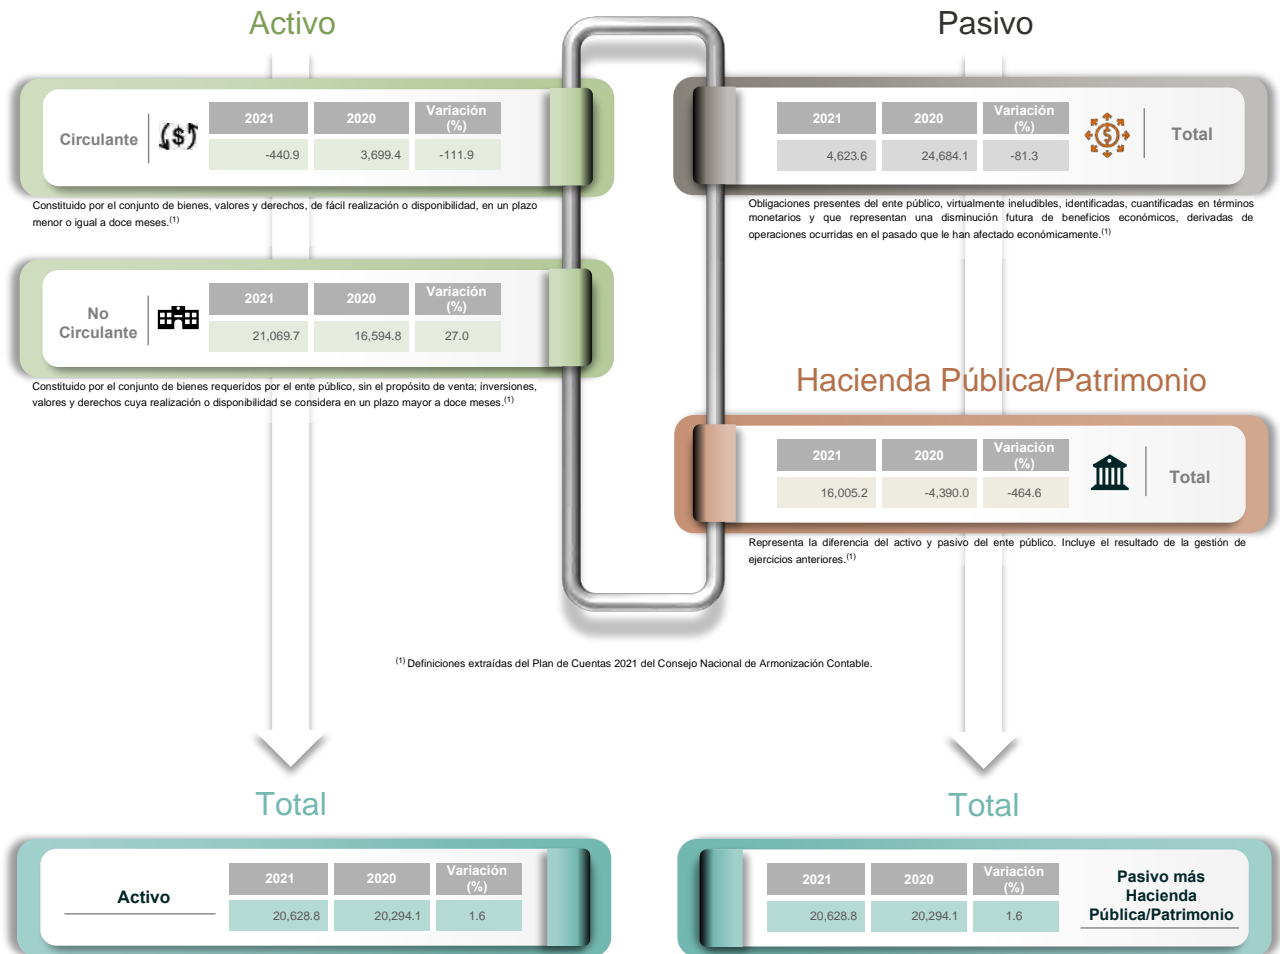 Activo
Circulante
2021 2020 Variación (%)
-440.9 3,699.4 -111.9
Constituido por el conjunto de bienes, valores y derechos, de fácil realización o disponibilidad, en un plazo
menor o igual a doce meses.(1)
No
Circulante
2021 2020 Variación (%)
21,069.7 16,594.8 27.0
Constituido por el conjunto de bienes requeridos por el ente público, sin el propósito de venta; inversiones,
valores y derechos cuya realización o disponibilidad se considera en un plazo mayor a doce meses.(1)
Pasivo
2021 2020 Variación (%)
4,623.6 24,684.1 -81.3
Total
Obligaciones presentes del ente público, virtualmente ineludibles, identificadas, cuantificadas en términos
monetarios y que representan una disminución futura de beneficios económicos, derivadas de
operaciones ocurridas en el pasado que le han afectado económicamente.(1)
Hacienda Pública/Patrimonio
2021 2020 Variación (%)
16,005.2 -4,390.0 -464.6
Total
Representa la diferencia del activo y pasivo del ente público. Incluye el resultado de la gestión de
ejercicios anteriores.(1)
(1) Definiciones extraídas del Plan de Cuentas 2021 del Consejo Nacional de Armonización Contable.
Total
Activo
2021 2020 Variación (%)
20,628.8 20,294.1 1.6
Total
2021 2020 Variación (%)
20,628.8 20,294.1 1.6
Pasivo más
Hacienda
Pública/Patrimonio